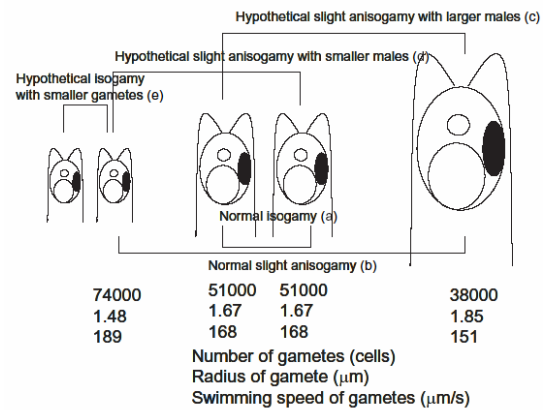 Hypothetical slight anisogamy with larger males (c)
Hypothetical slight anisogamy with smaller males (d)
Hypothetical isogamy
with smaller gametes (e)
Normal isogamy (a)
Normal slight anisogamy (b)
74000 51000 51000 38000
1.48 1.67 1.67 1.85
189 168 168 151
Number of gametes (cells)
Radius of gamete (μm)
Swimming speed of gametes (μm/s)